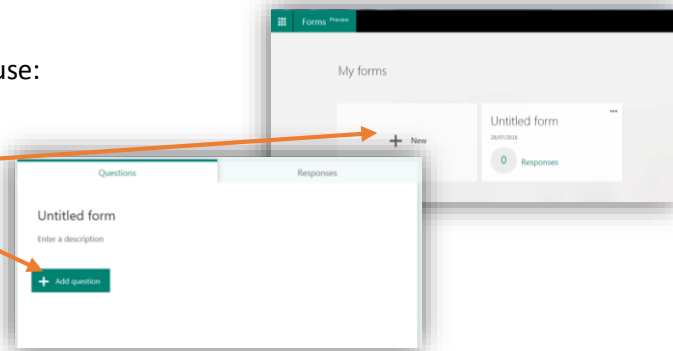 Forms Preview
use:
My forms
+ New
Untitled form
...
28/07/2016
0 Responses
Questions
Responses
Untitled form
Enter a description
+ Add question